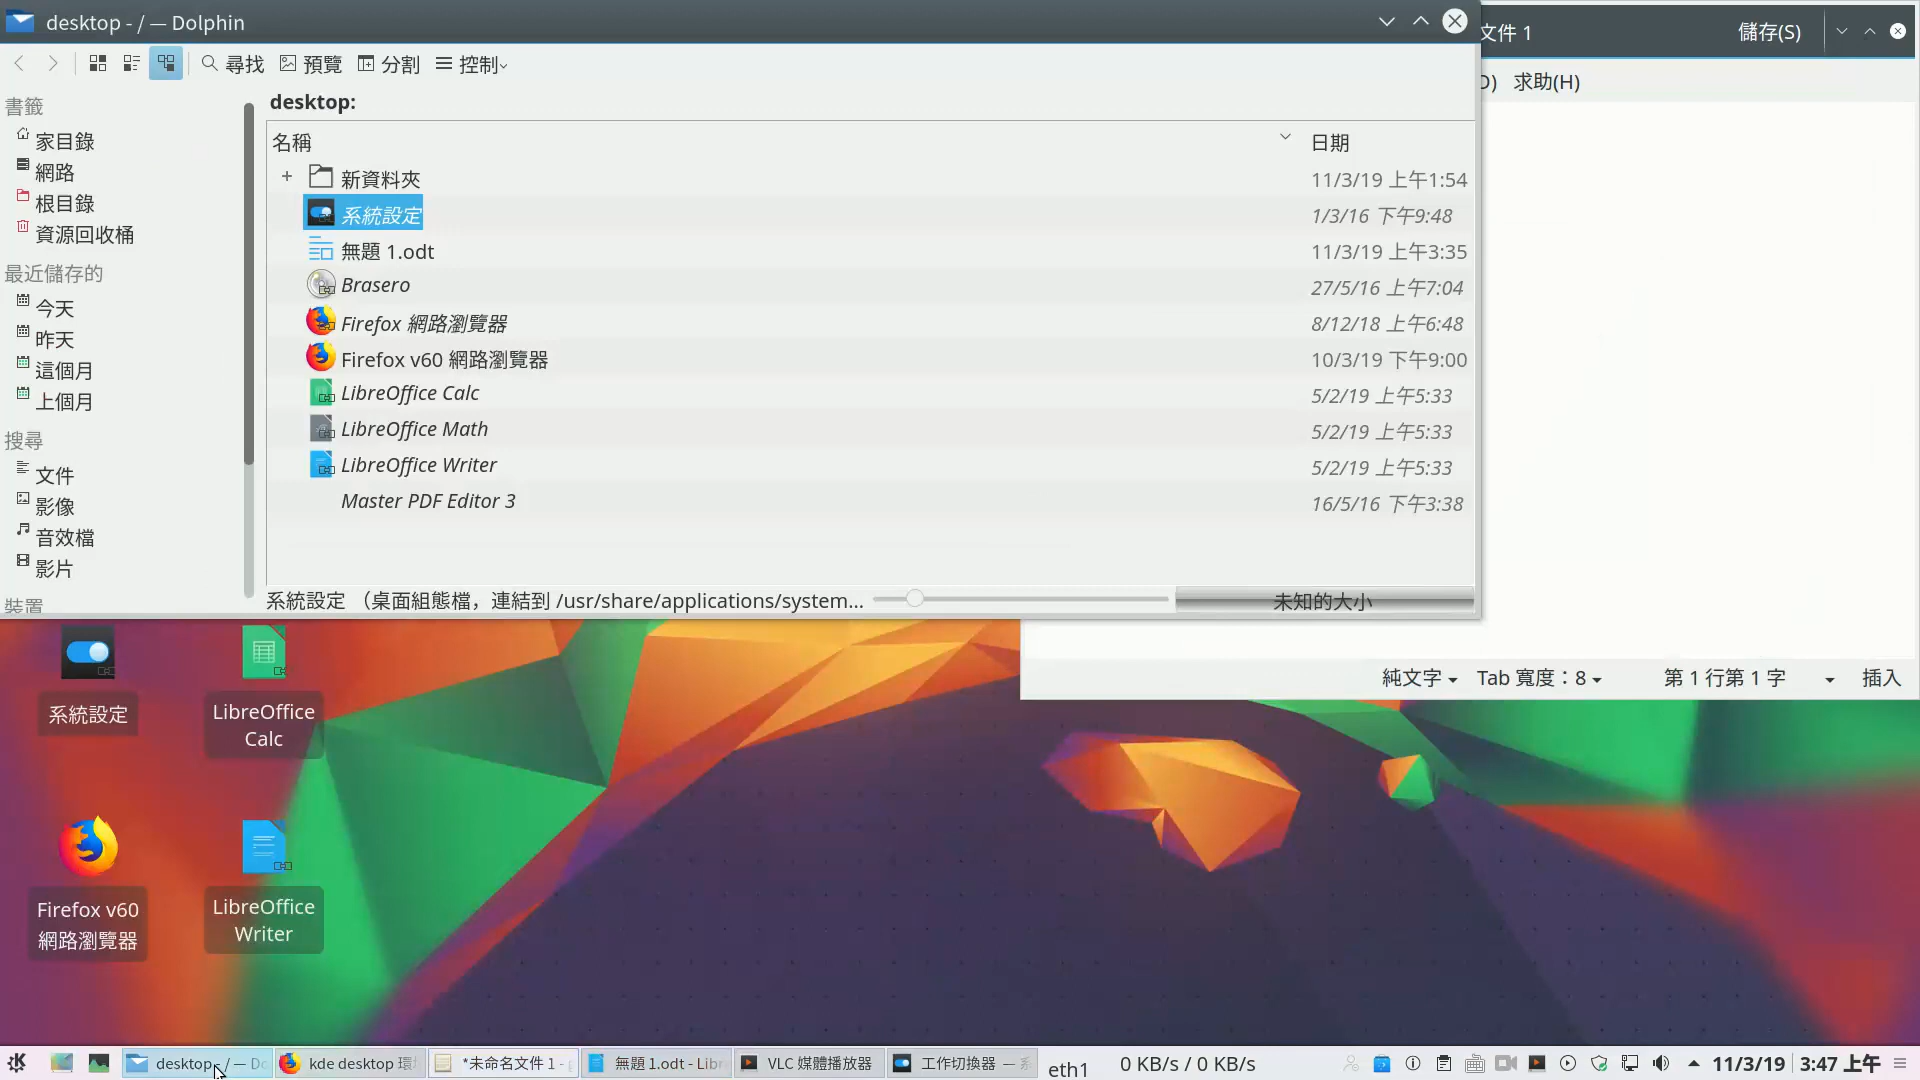 desktop - / — Dolphin
文件 1
儲存(S)
尋找
預覽
分割
控制
求助(H)
書籤
家目錄
網路
根目錄
資源回收桶
最近儲存的
今天
昨天
這個月
上個月
搜尋
文件
影像
音效檔
影片
裝置
desktop:
名稱
日期
新資料夾 11/3/19 上午1:54
系統設定 1/3/16 下午9:48
無題 1.odt 11/3/19 上午3:35
Brasero 27/5/16 上午7:04
Firefox 網路瀏覽器 8/12/18 上午6:48
Firefox v60 網路瀏覽器 10/3/19 下午9:00
LibreOffice Calc 5/2/19 上午5:33
LibreOffice Math 5/2/19 上午5:33
LibreOffice Writer 5/2/19 上午5:33
Master PDF Editor 3 16/5/16 下午3:38
系統設定 （桌面組態檔，連結到 /usr/share/applications/system...
未知的大小
純文字
Tab 寬度：8
第 1 行第 1 字
插入
系統設定
LibreOffice
Calc
Firefox v60
網路瀏覽器
LibreOffice
Writer
desktop - / — Do
kde desktop 環
*未命名文件 1 -
無題 1.odt - Libr
VLC 媒體播放器
工作切換器 —
eth1
0 KB/s / 0 KB/s
11/3/19
3:47 上午